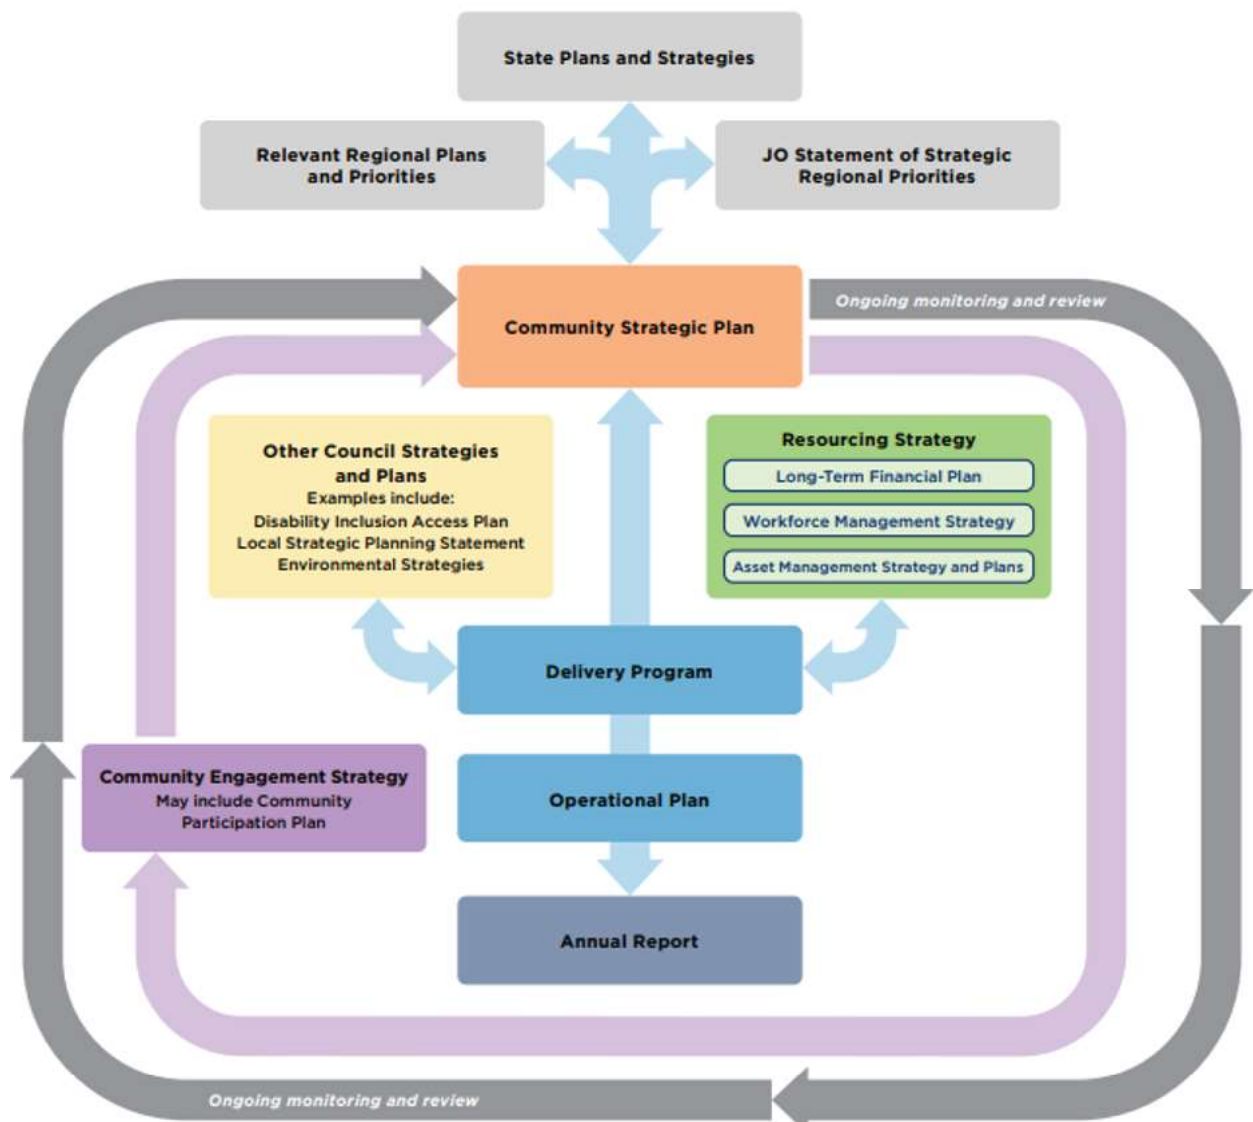 State Plans and Strategies
Relevant Regional Plans
and Priorities
JO Statement of Strategic
Regional Priorities
Community Strategic Plan
Ongoing monitoring and review
Other Council Strategies
and Plans
Examples include:
Disability Inclusion Access Plan
Local Strategic Planning Statement
Environmental Strategies
Resourcing Strategy
Long-Term Financial Plan
Workforce Management Strategy
Asset Management Strategy and Plans
Delivery Program
Community Engagement Strategy
May include Community
Participation Plan
Operational Plan
Annual Report
Ongoing monitoring and review